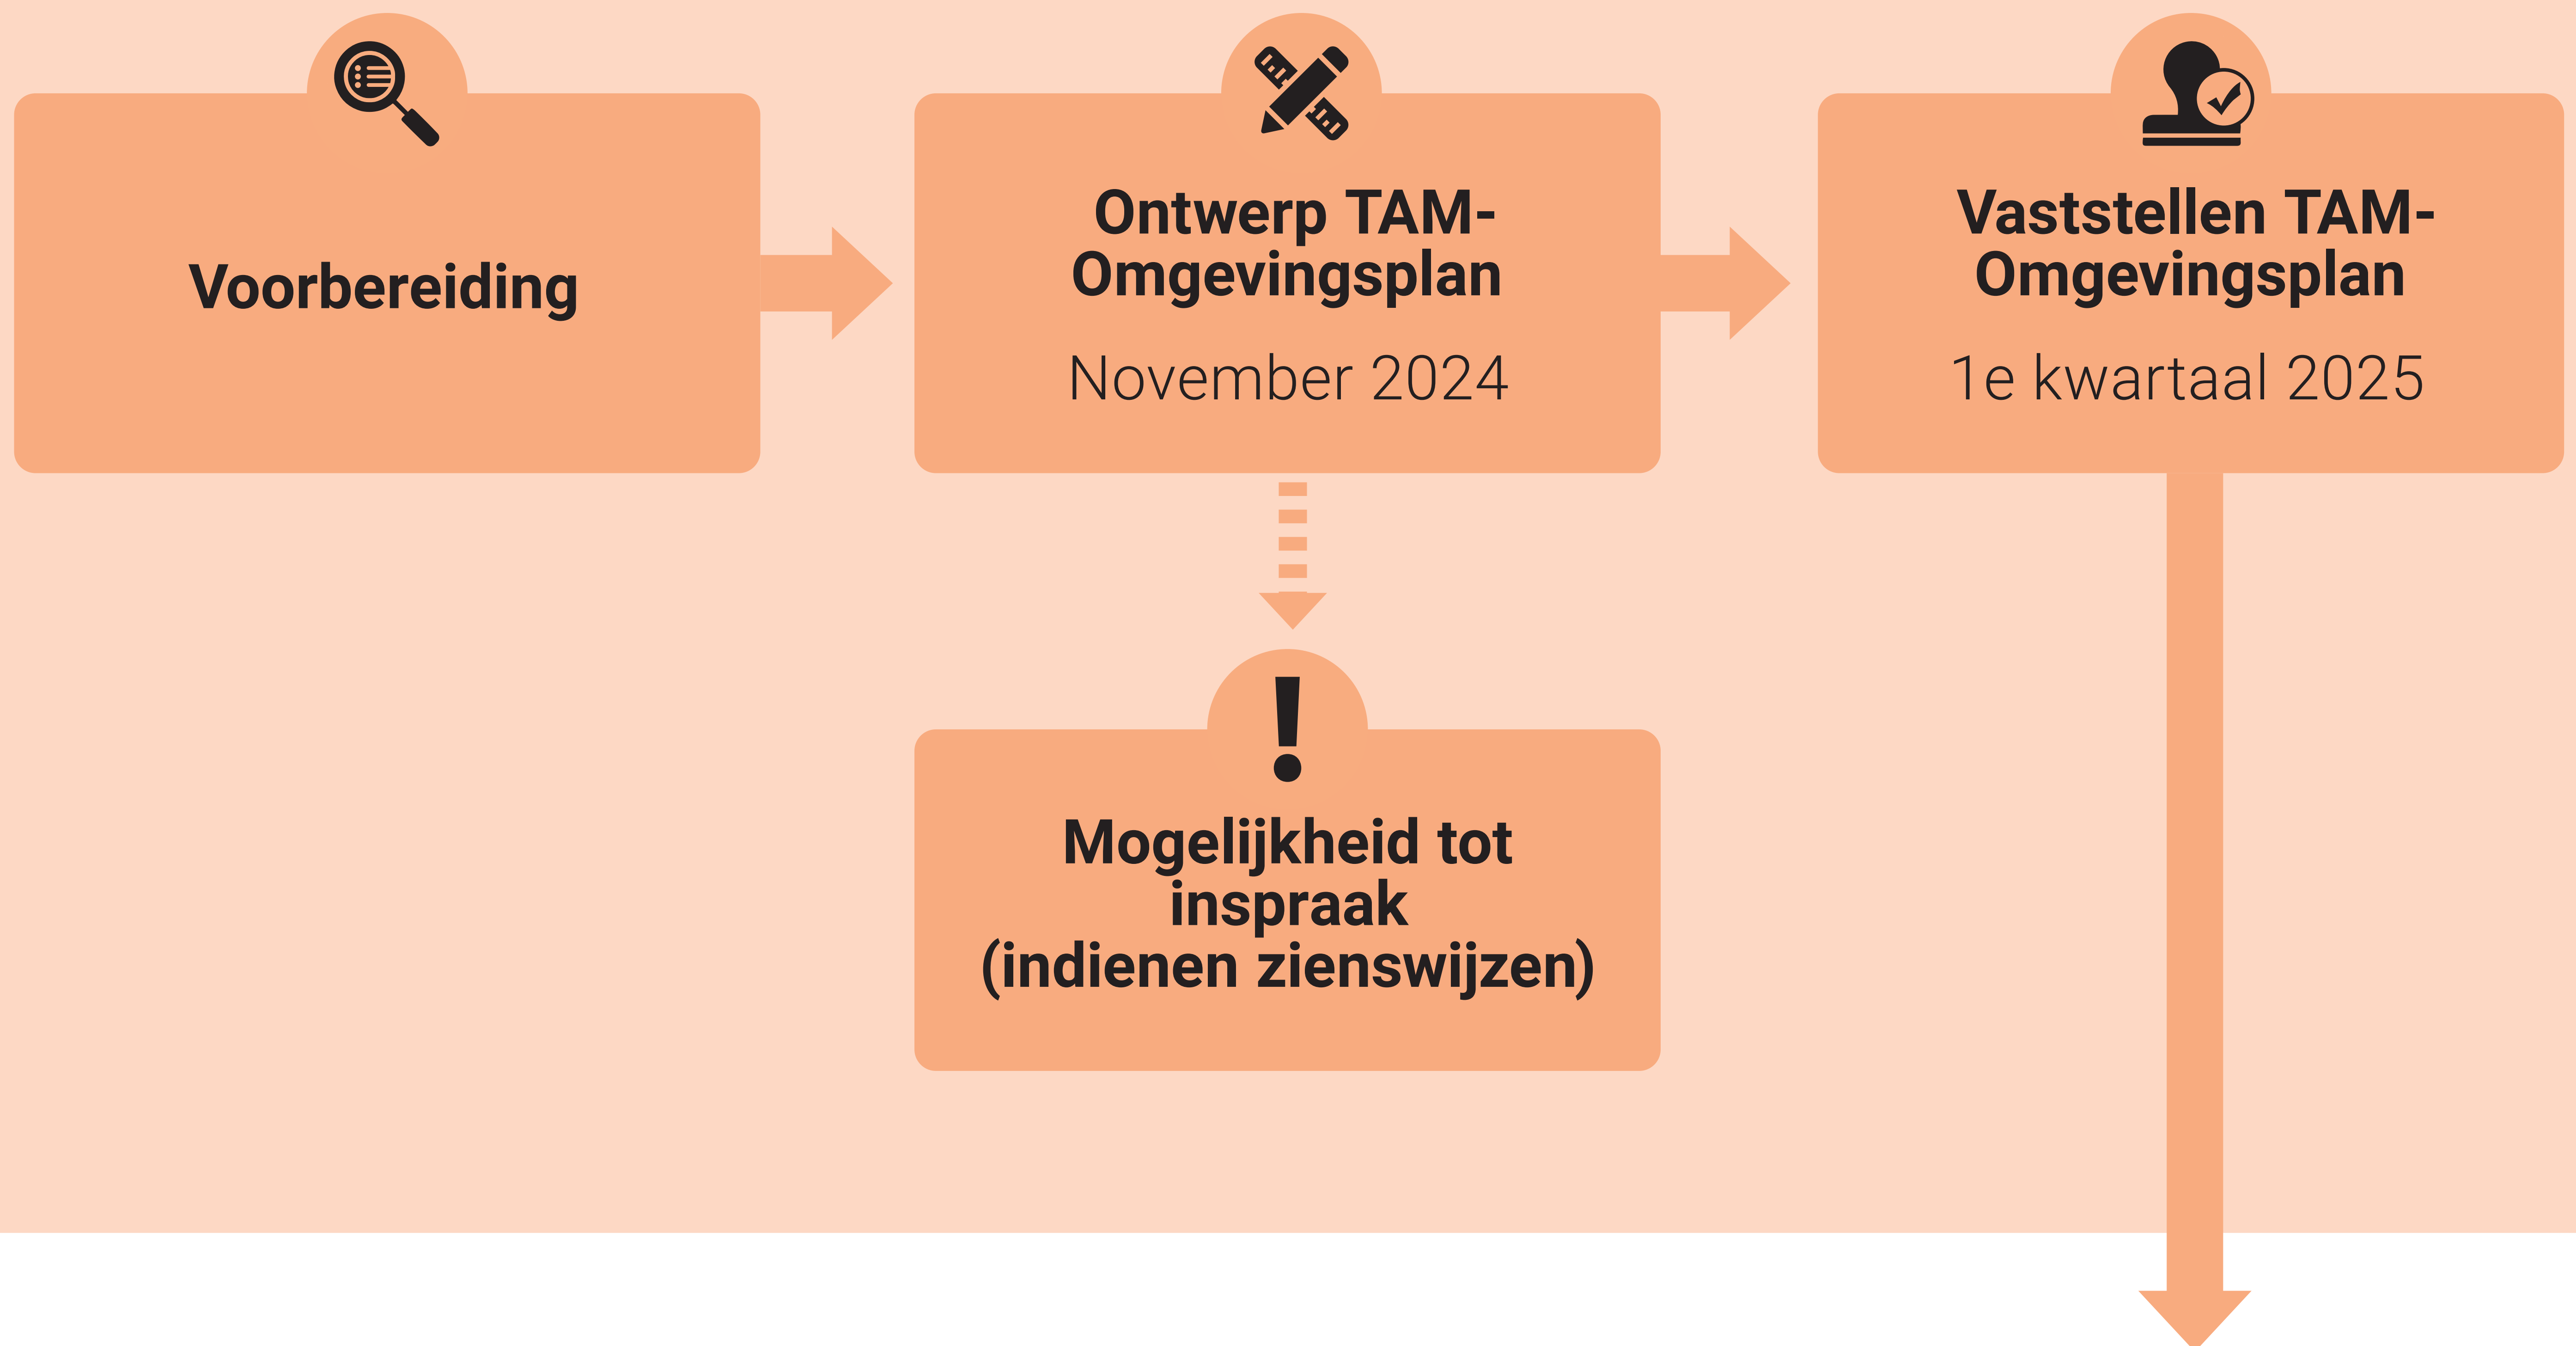 Voorbereiding
Ontwerp TAM-
Omgevingsplan
November 2024
Vaststellen TAM-
Omgevingsplan
1e kwartaal 2025
!
Mogelijkheid tot
inspraak
(indienen zienswijzen)